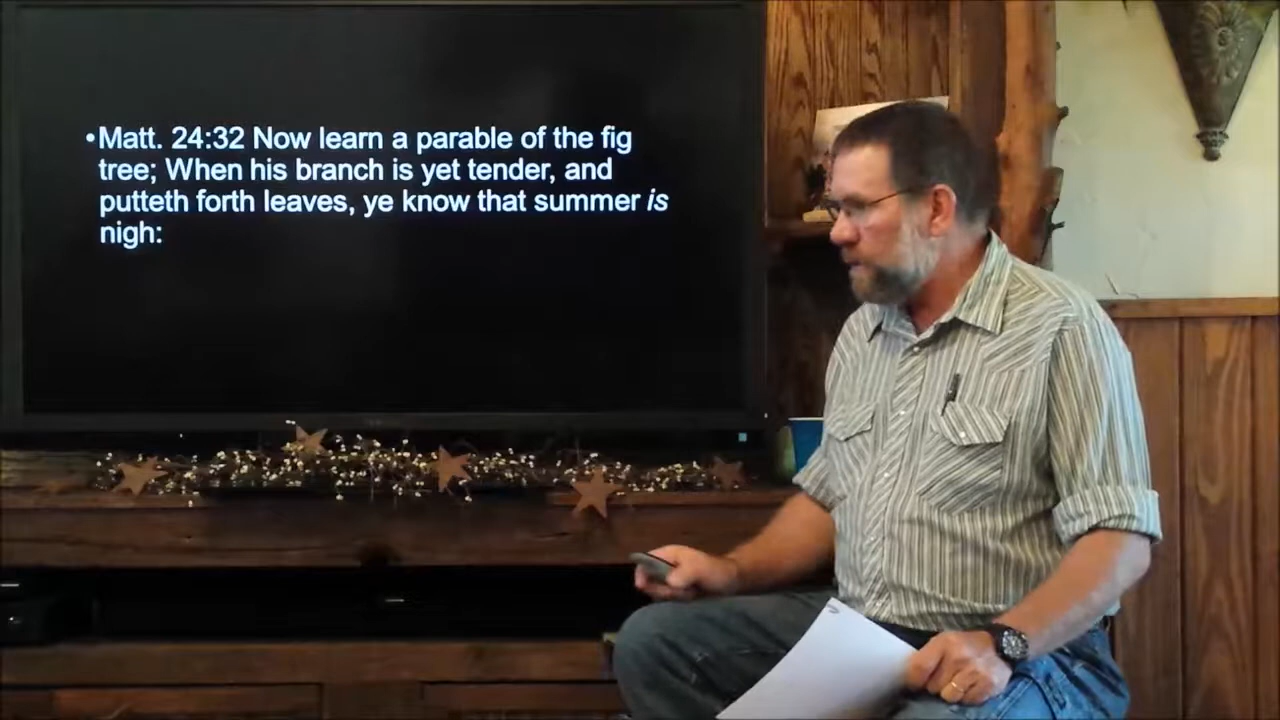 •Matt. 24:32 Now learn a parable of the fig
tree; When his branch is yet tender, and
putteth forth leaves, ye know that summer is
nigh: